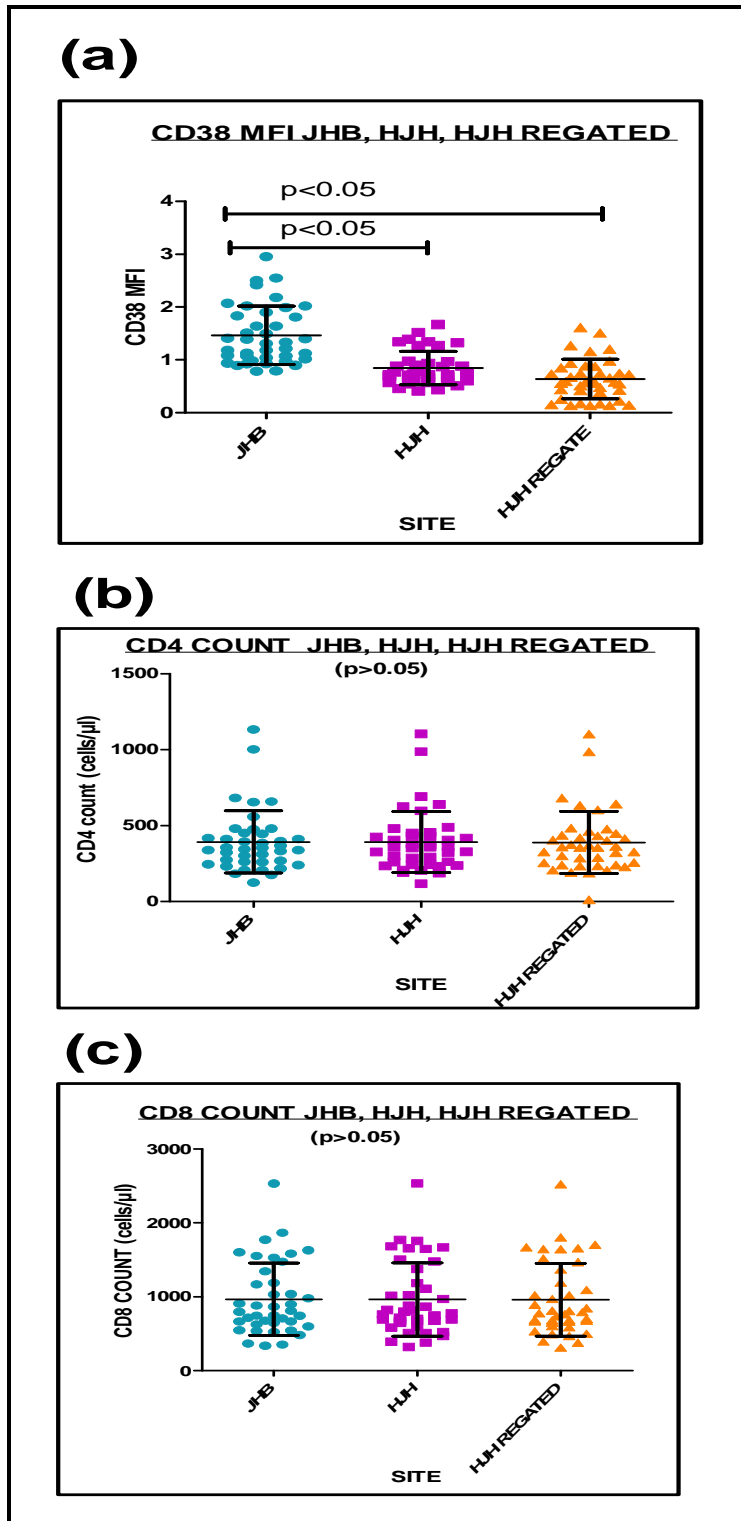 (a)
CD38 MFI JHB, HJH, HJH REGATED
p<0.05
p<0.05
4
3
2
1
0
CD38 MFI
JHB
HJH
HJH REGATE
SITE
(b)
CD4 COUNT JHB, HJH, HJH REGATED
(p>0.05)
1500
1000
500
0
CD4 count (cells/µl)
JHB
HJH
HJH REGATED
SITE
(c)
CD8 COUNT JHB, HJH, HJH REGATED
(p>0.05)
3000
2000
1000
0
CD8 COUNT (cells/µl)
JHB
HJH
HJH REGATED
SITE